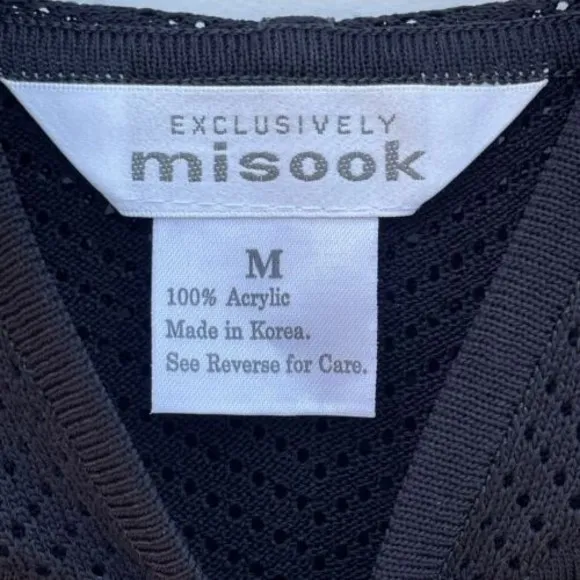 EXCLUSIVELY
misook
M
100% Acrylic
Made in Korea.
See Reverse for Care.